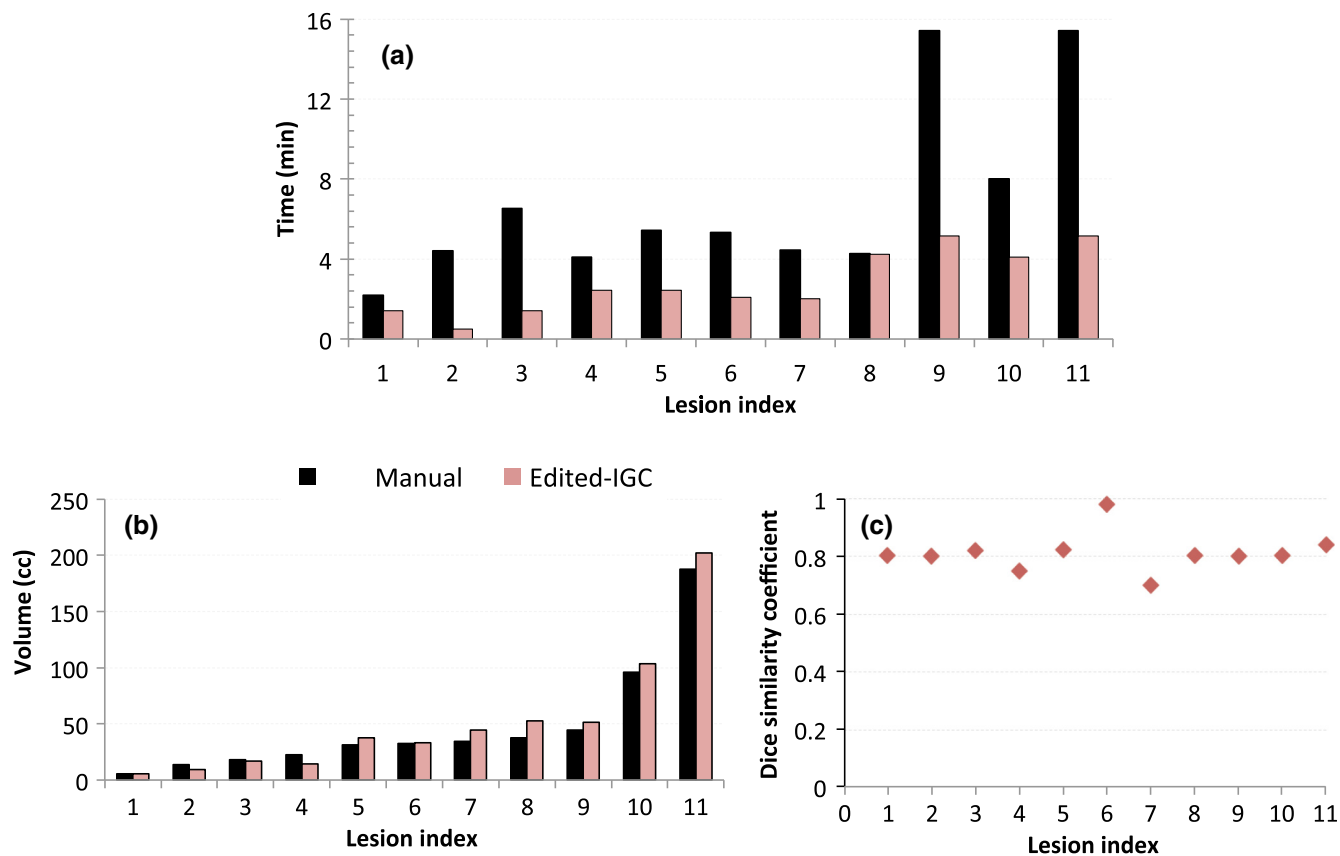 (a)
Time (min)
16
12
8
4
0
1 2 3 4 5 6 7 8 9 10 11
Lesion index
Manual Edited-IGC
(b)
Volume (cc)
250
200
150
100
50
0
1 2 3 4 5 6 7 8 9 10 11
Lesion index
(c)
Dice similarity coefficient
1
0.8
0.6
0.4
0.2
0
0 1 2 3 4 5 6 7 8 9 10 11
Lesion index